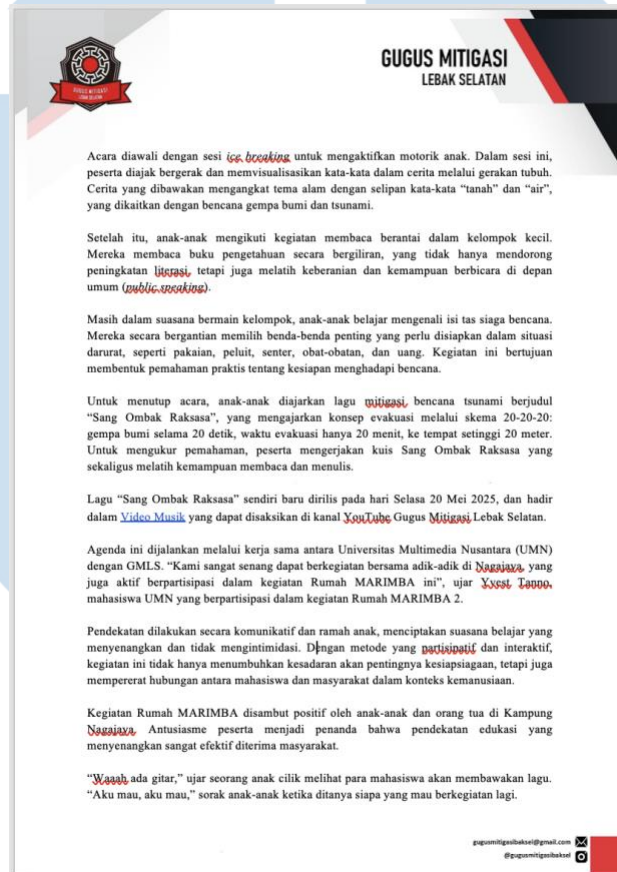 GUGUS MITIGASI
LEBAK SELATAN
GUGUS MITIGASI
LEBAK SELATAN
Acara diawali dengan sesi ice breaking untuk mengaktifkan motorik anak. Dalam sesi ini,
peserta diajak bergerak dan memvisualisasikan kata-kata dalam cerita melalui gerakan tubuh.
Cerita yang dibawakan mengangkat tema alam dengan selipan kata-kata “tanah” dan “air”,
yang dikaitkan dengan bencana gempa bumi dan tsunami.
Setelah itu, anak-anak mengikuti kegiatan membaca berantai dalam kelompok kecil.
Mereka membaca buku pengetahuan secara bergiliran, yang tidak hanya mendorong
peningkatan literasi, tetapi juga melatih keberanian dan kemampuan berbicara di depan
umum (public speaking).
Masih dalam suasana bermain kelompok, anak-anak belajar mengenali isi tas siaga bencana.
Mereka secara bergantian memilih benda-benda penting yang perlu disiapkan dalam situasi
darurat, seperti pakaian, peluit, senter, obat-obatan, dan uang. Kegiatan ini bertujuan
membentuk pemahaman praktis tentang kesiapan menghadapi bencana.
Untuk menutup acara, anak-anak diajarkan lagu mitigasi bencana tsunami berjudul
“Sang Ombak Raksasa”, yang mengajarkan konsep evakuasi melalui skema 20-20-20:
gempa bumi selama 20 detik, waktu evakuasi hanya 20 menit, ke tempat setinggi 20 meter.
Untuk mengukur pemahaman, peserta mengerjakan kuis Sang Ombak Raksasa yang
sekaligus melatih kemampuan membaca dan menulis.
Lagu “Sang Ombak Raksasa” sendiri baru dirilis pada hari Selasa 20 Mei 2025, dan hadir
dalam Video Musik yang dapat disaksikan di kanal YouTube Gugus Mitigasi Lebak Selatan.
Agenda ini dijalankan melalui kerja sama antara Universitas Multimedia Nusantara (UMN)
dengan GMLS. “Kami sangat senang dapat berkegiatan bersama adik-adik di Nagajaya, yang
juga aktif berpartisipasi dalam kegiatan Rumah MARIMBA ini”, ujar Yvest Tanno,
mahasiswa UMN yang berpartisipasi dalam kegiatan Rumah MARIMBA 2.
Pendekatan dilakukan secara komunikatif dan ramah anak, menciptakan suasana belajar yang
menyenangkan dan tidak mengintimidasi. Dengan metode yang partisipatif dan interaktif,
kegiatan ini tidak hanya menumbuhkan kesadaran akan pentingnya kesiapsiagaan, tetapi juga
mempererat hubungan antara mahasiswa dan masyarakat dalam konteks kemanusiaan.
Kegiatan Rumah MARIMBA disambut positif oleh anak-anak dan orang tua di Kampung
Nagajaya. Antusiasme peserta menjadi penanda bahwa pendekatan edukasi yang
menyenangkan sangat efektif diterima masyarakat.
“Waaah ada gitar,” ujar seorang anak cilik melihat para mahasiswa akan membawakan lagu.
“Aku mau, aku mau,” sorak anak-anak ketika ditanya siapa yang mau berkegiatan lagi.
gugusmitigasibaksel@gmail.com
@gugusmitigasibaksel